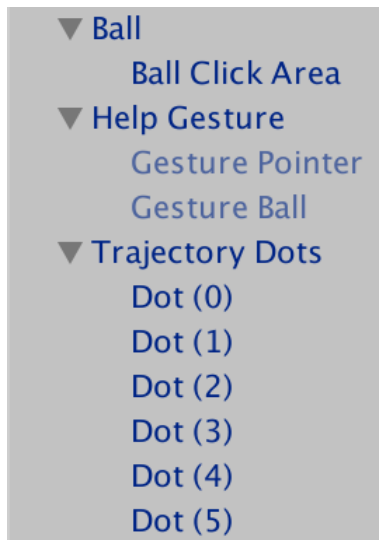 Ball
Ball Click Area
Help Gesture
Gesture Pointer
Gesture Ball
Trajectory Dots
Dot (0)
Dot (1)
Dot (2)
Dot (3)
Dot (4)
Dot (5)